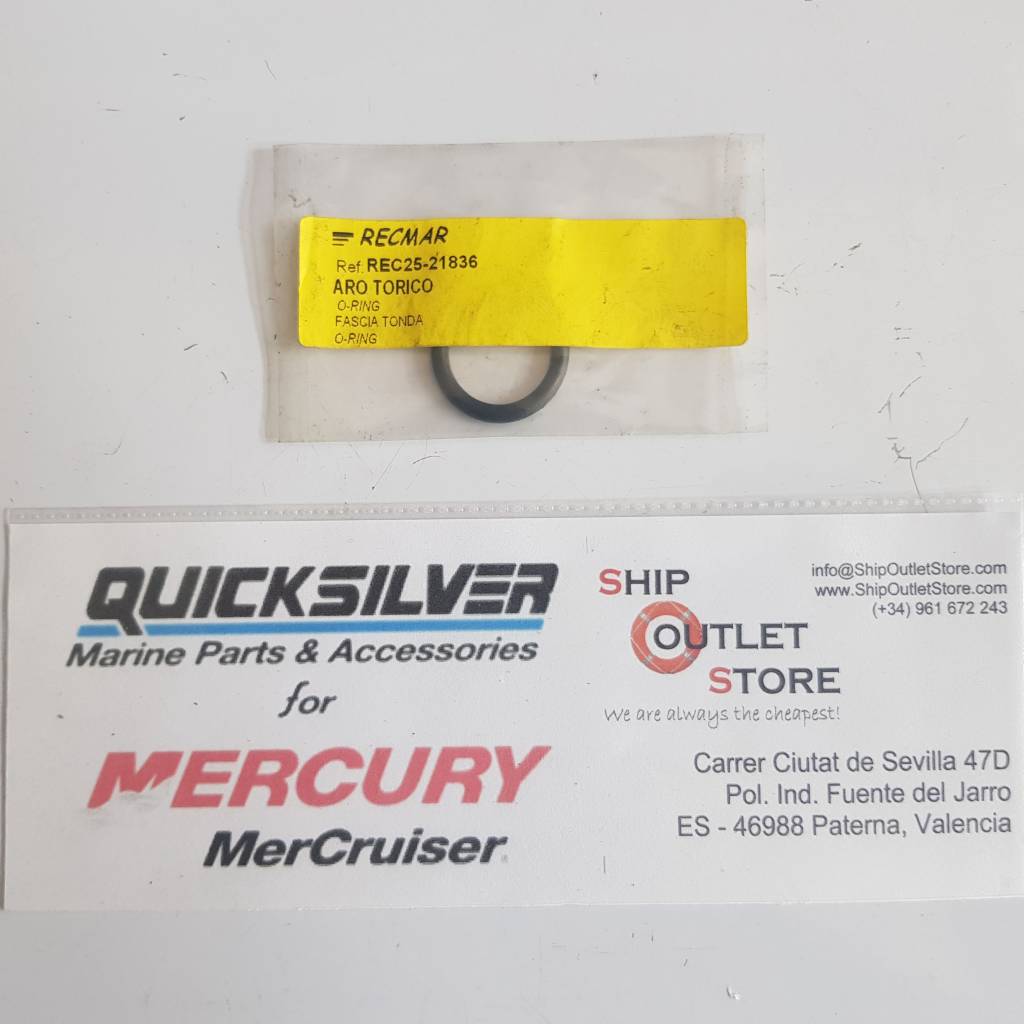 RECMAR
Ref. REC25-21836
ARO TORICO
O-RING
FASCIA TONDA
O-RING
QUICKSILVER
Marine Parts & Accessories
for
MERCURY
MerCruiser
SHIP
OUTLET
STORE
We are always the cheapest!
info@ShipOutletStore.com
www.ShipOutletStore.com
(+34) 961 672 243
Carrer Ciutat de Sevilla 47D
Pol. Ind. Fuente del Jarro
ES - 46988 Paterna, Valencia